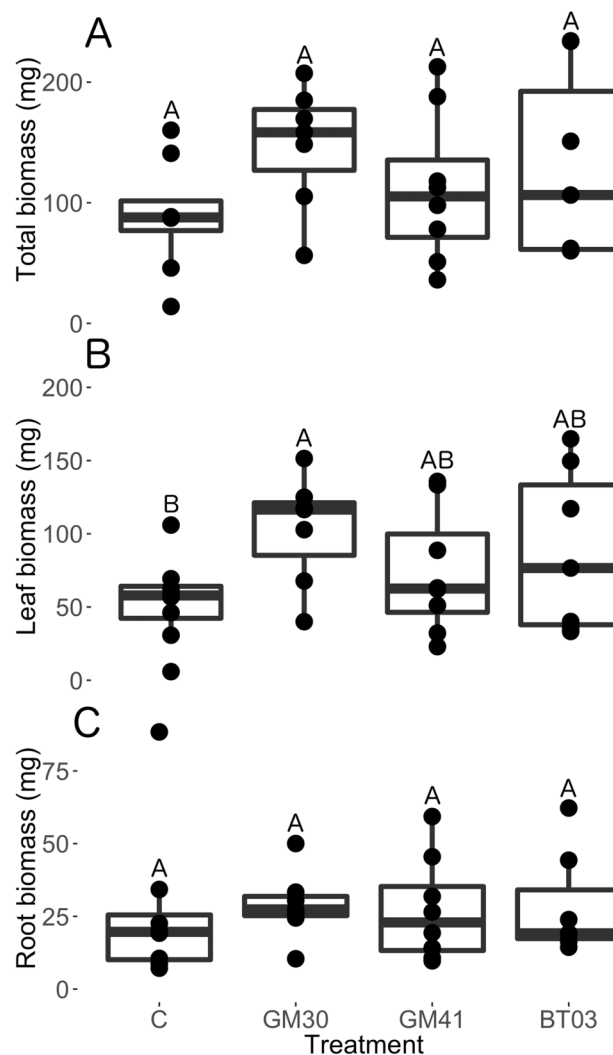 A
Total biomass (mg)
200
100
0
A
A
A
A
B
Leaf biomass (mg)
200
150
100
50
0
B
A
AB
AB
C
Root biomass (mg)
75
50
25
0
A
A
A
A
C GM30 GM41 BT03
Treatment